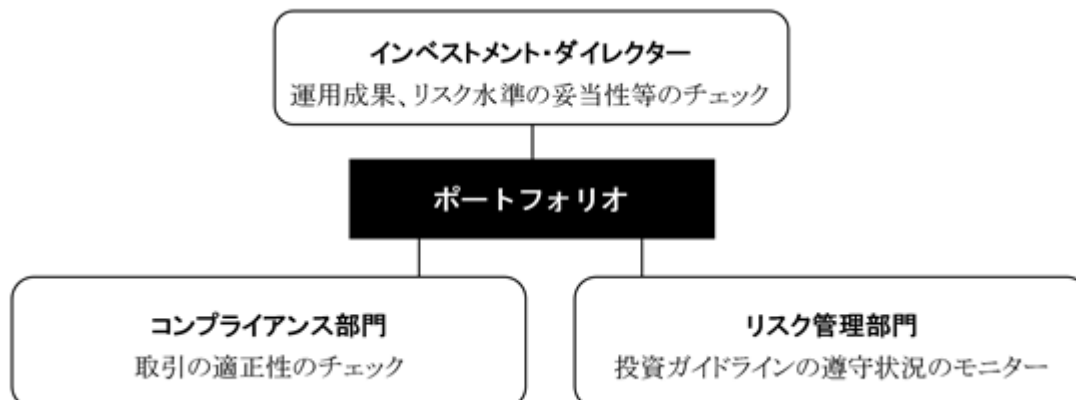 インベストメント・ダイレクター
運用成果、リスク水準の妥当性等のチェック
ポートフォリオ
コンプライアンス部門
取引の適正性のチェック
リスク管理部門
投資ガイドラインの遵守状況のモニター